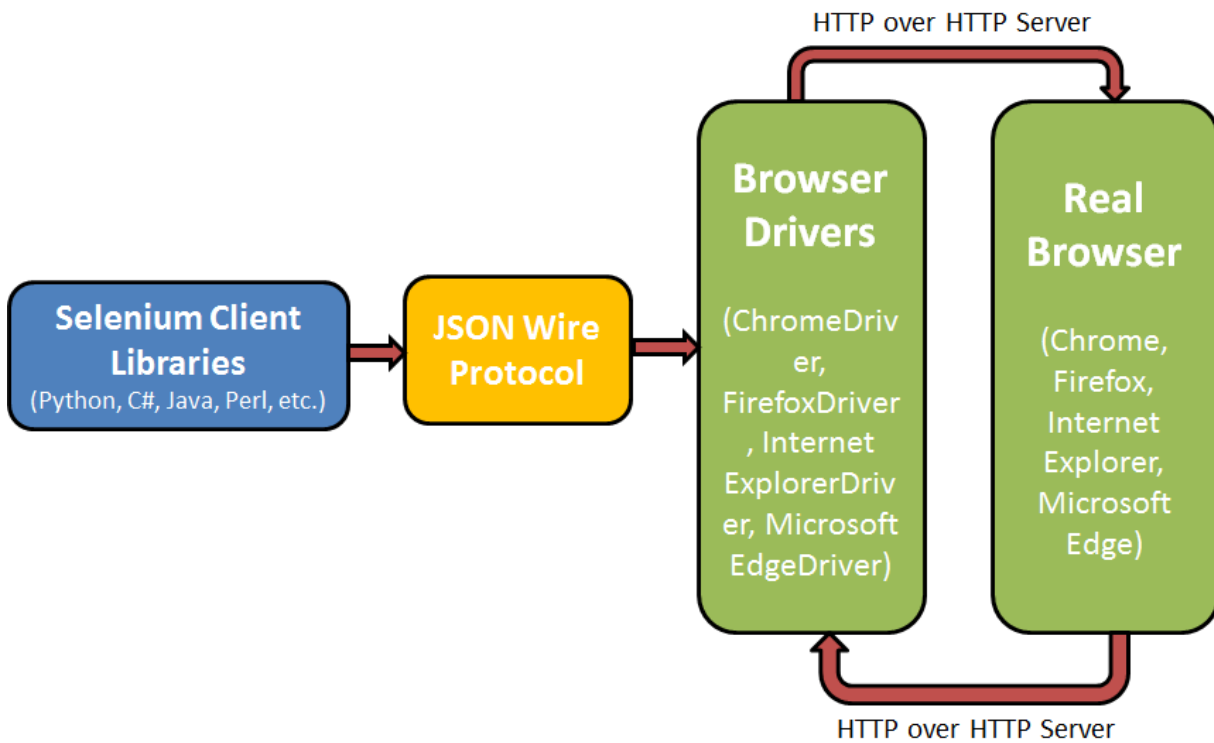 HTTP over HTTP Server
Browser
Drivers
(ChromeDriv
er,
FirefoxDriver
, Internet
ExplorerDriv
er, Microsoft
EdgeDriver)
Real
Browser
(Chrome,
Firefox,
Internet
Explorer,
Microsoft
Edge)
Selenium Client
Libraries
(Python, C#, Java, Perl, etc.)
JSON Wire
Protocol
HTTP over HTTP Server